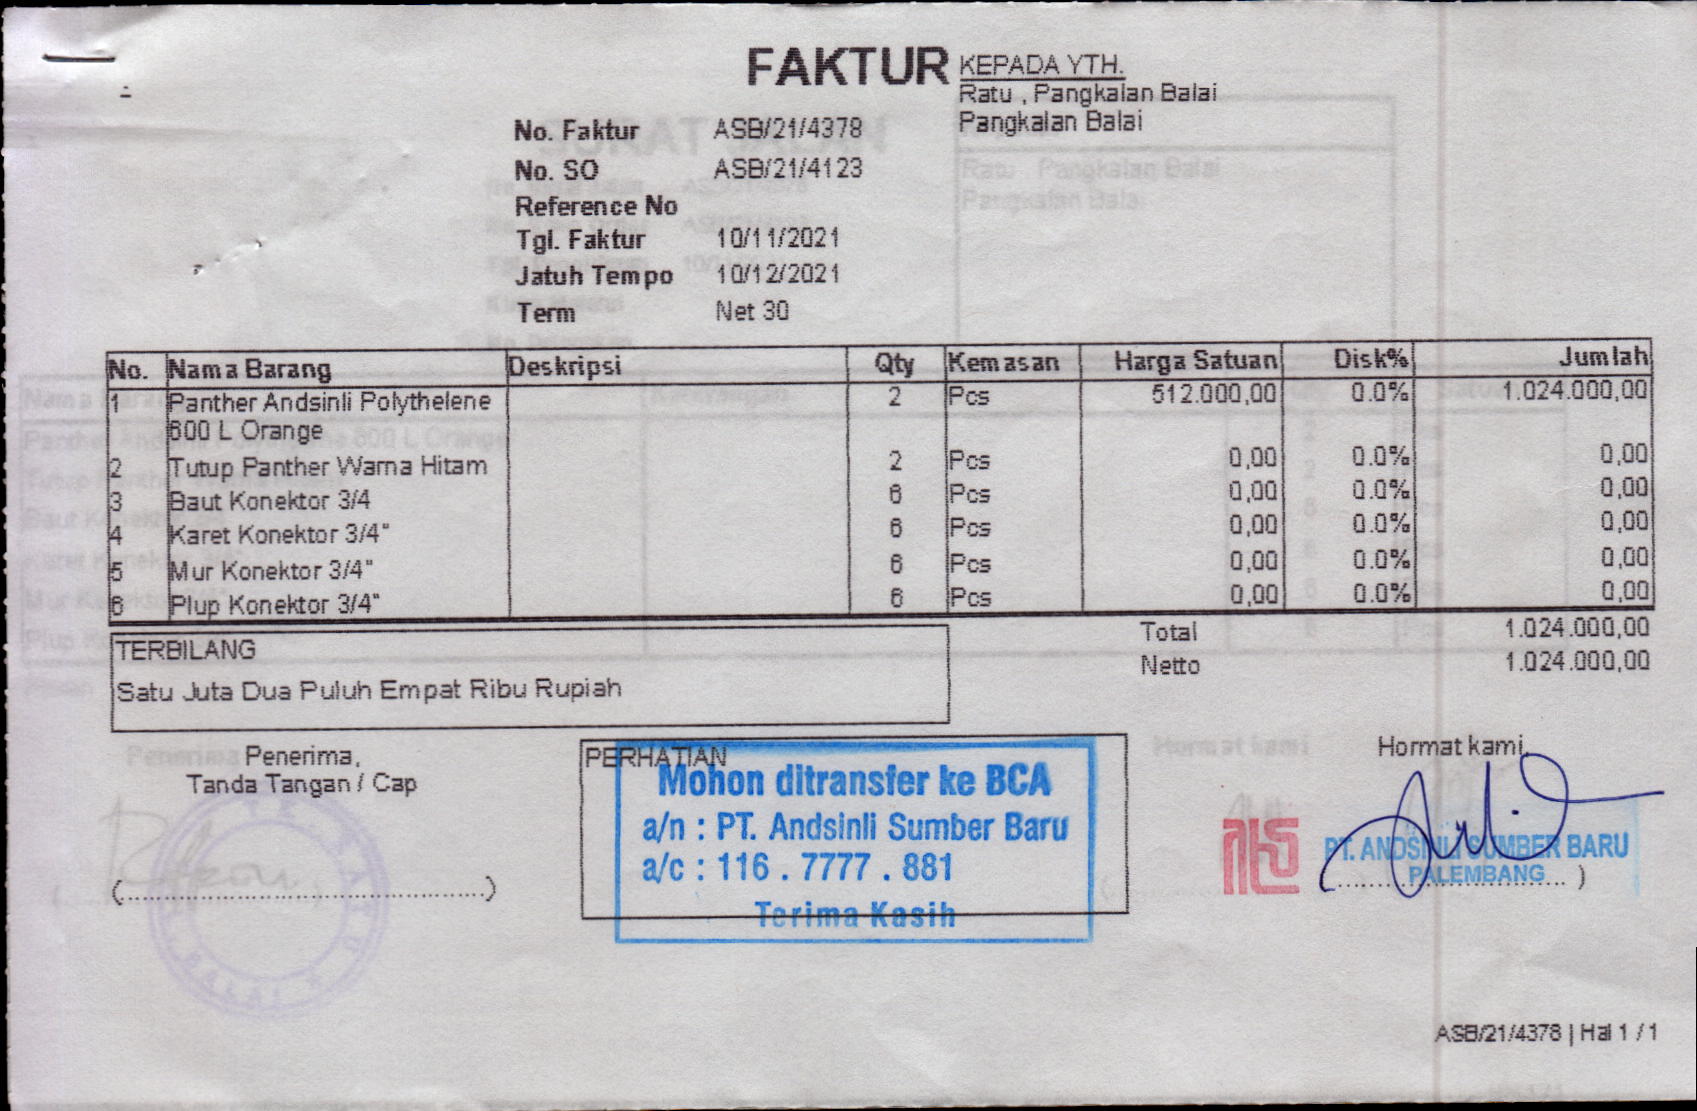 FAKTUR
KEPADA YTH.
Ratu , Pangkalan Balai
Pangkalan Balai
No. Faktur ASB/21/4378
No. SO ASB/21/4123
Reference No
Tgl. Faktur 10/11/2021
Jatuh Tempo 10/12/2021
Term Net 30
No. Nama Barang Deskripsi Qty Kemasan Harga Satuan Disk% Jumlah
1 Panther Andsinli Polythelene 2 Pcs 512.000,00 0.0% 1.024.000,00
600 L Orange
2 Tutup Panther Warna Hitam 2 Pcs 0,00 0.0% 0,00
3 Baut Konektor 3/4 6 Pcs 0,00 0.0% 0,00
4 Karet Konektor 3/4" 6 Pcs 0,00 0.0% 0,00
5 Mur Konektor 3/4" 6 Pcs 0,00 0.0% 0,00
6 Plup Konektor 3/4" 6 Pcs 0,00 0.0% 0,00
Total 1.024.000,00
Netto 1.024.000,00
TERBILANG
Satu Juta Dua Puluh Empat Ribu Rupiah
Penerima,
Tanda Tangan / Cap
(............................................)
PERHATIAN
Mohon ditransfer ke BCA
a/n : PT. Andsinli Sumber Baru
a/c : 116 . 7777 . 881
Terima Kasih
Hormat kami,
PT. ANDSINLI SUMBER BARU
PALEMBANG
ASB/21/4378 | Hal 1 / 1